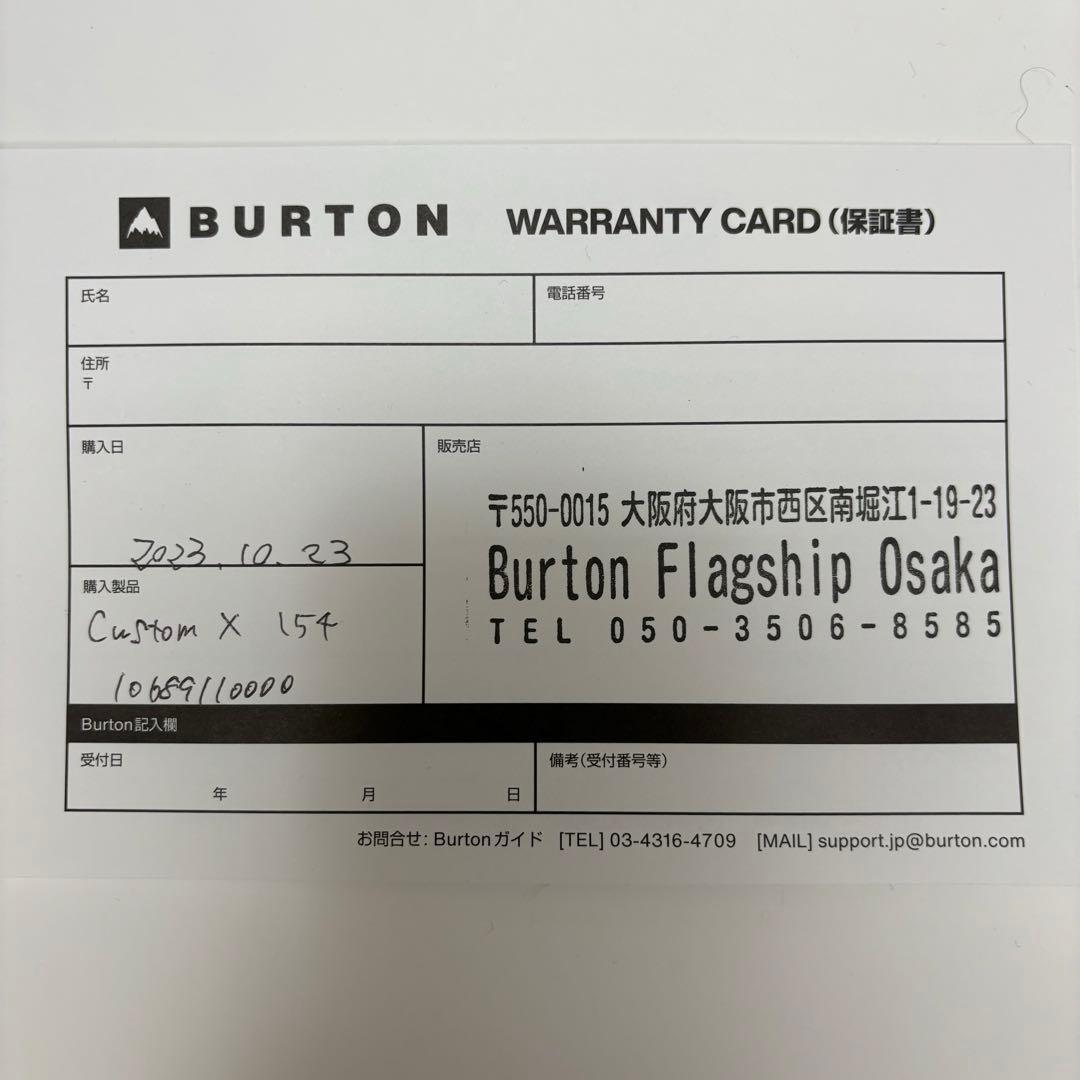 BURTON WARRANTY CARD(保証書)
氏名
電話番号
住所
〒
購入日
2023.10.23
購入製品
Custom X 154
10689110000
販売店
〒550-0015 大阪府大阪市西区南堀江1-19-23
Burton Flagship Osaka
TEL 050-3506-8585
Burton記入欄
受付日
年 月 日
備考(受付番号等)
お問合せ: Burtonガイド [TEL] 03-4316-4709 [MAIL] support.jp@burton.com